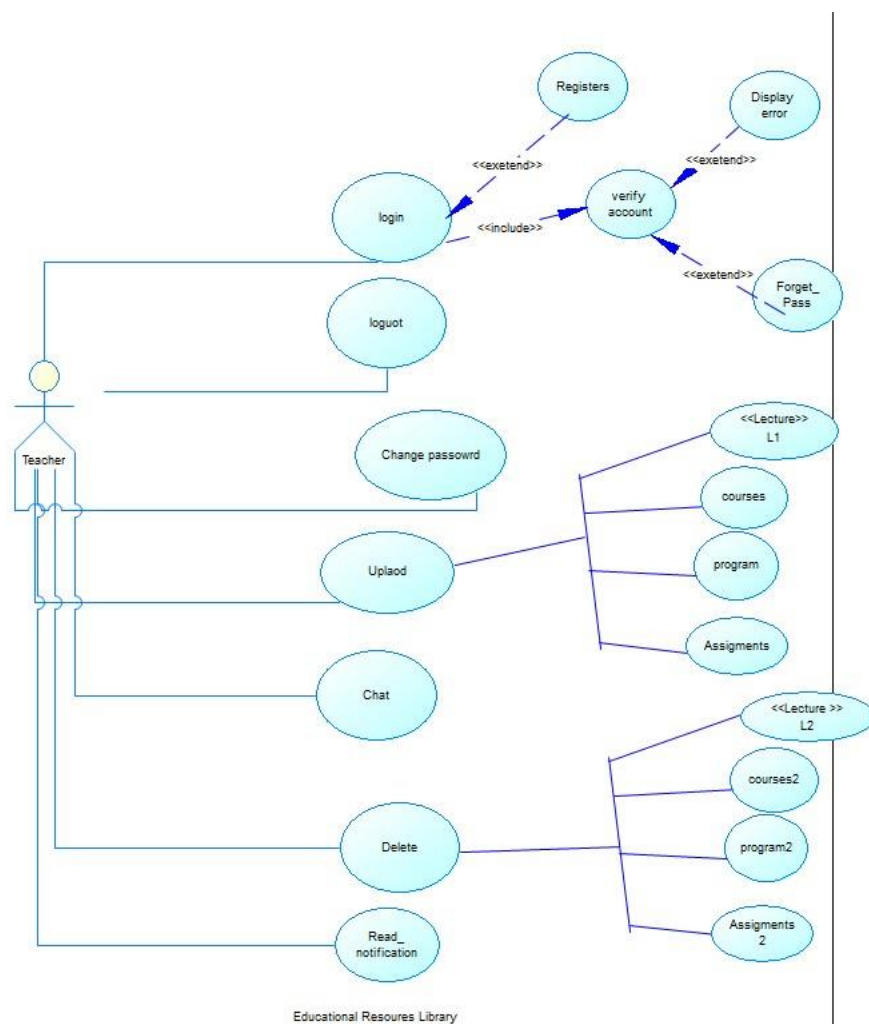 Registers
Display
error
<<exetend>>
<<exetend>>
verify
account
login
<<include>>
<<exetend>>
Forget_
Pass
loguot
<<Lecture>>
L1
Teacher
Change passowrd
courses
Uplaod
program
Assigments
Chat
<<Lecture >>
L2
courses2
Delete
program2
Assigments
2
Read_
notification
Educational Resoures Library